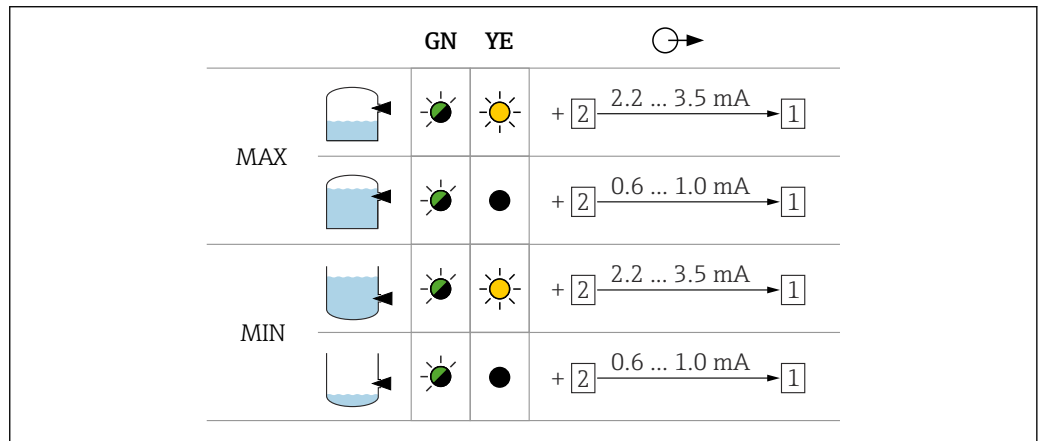 GN YE
MAX
+ 2 2.2 ... 3.5 mA 1
+ 2 0.6 ... 1.0 mA 1
MIN
+ 2 2.2 ... 3.5 mA 1
+ 2 0.6 ... 1.0 mA 1